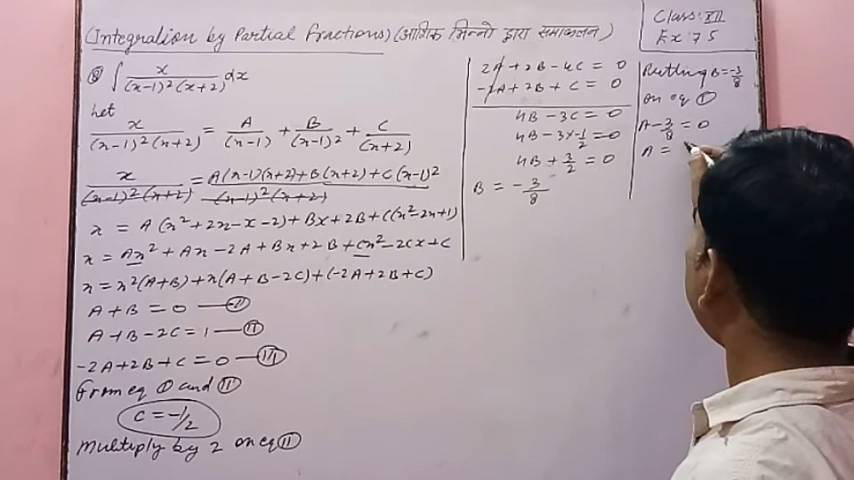 (Integration by Partial Fractions) (आंशिक भिन्नो द्वारा समाकलन)
Class: XII
Ex: 7.5
Q ∫ x/((x-1)²(x+2)) dx
Let
x/((x-1)²(x+2)) = A/(x-1) + B/(x-1)² + C/(x+2)
x/((x-1)²(x+2)) = (A(x-1)(x+2)+B(x+2)+C(x-1)²)/((x-1)²(x+2))
x = A(x²+2x-x-2)+Bx+2B+C(x²-2x+1)
x = Ax²+Ax-2A+Bx+2B+Cx²-2Cx+C
x = x²(A+B)+x(A+B-2C)+(-2A+2B+C)
A+B = 0 — I
A+B-2C = 1 — II
-2A+2B+C = 0 — III
From eq I and II
C = -1/2
Multiply by 2 on eq II
2A+2B-4C = 0
-2A+2B+C = 0
4B-3C = 0
4B-3×-1/2 = 0
4B+3/2 = 0
B = -3/8
Putting B = -3/8
on eq I
A-3/8 = 0
A =